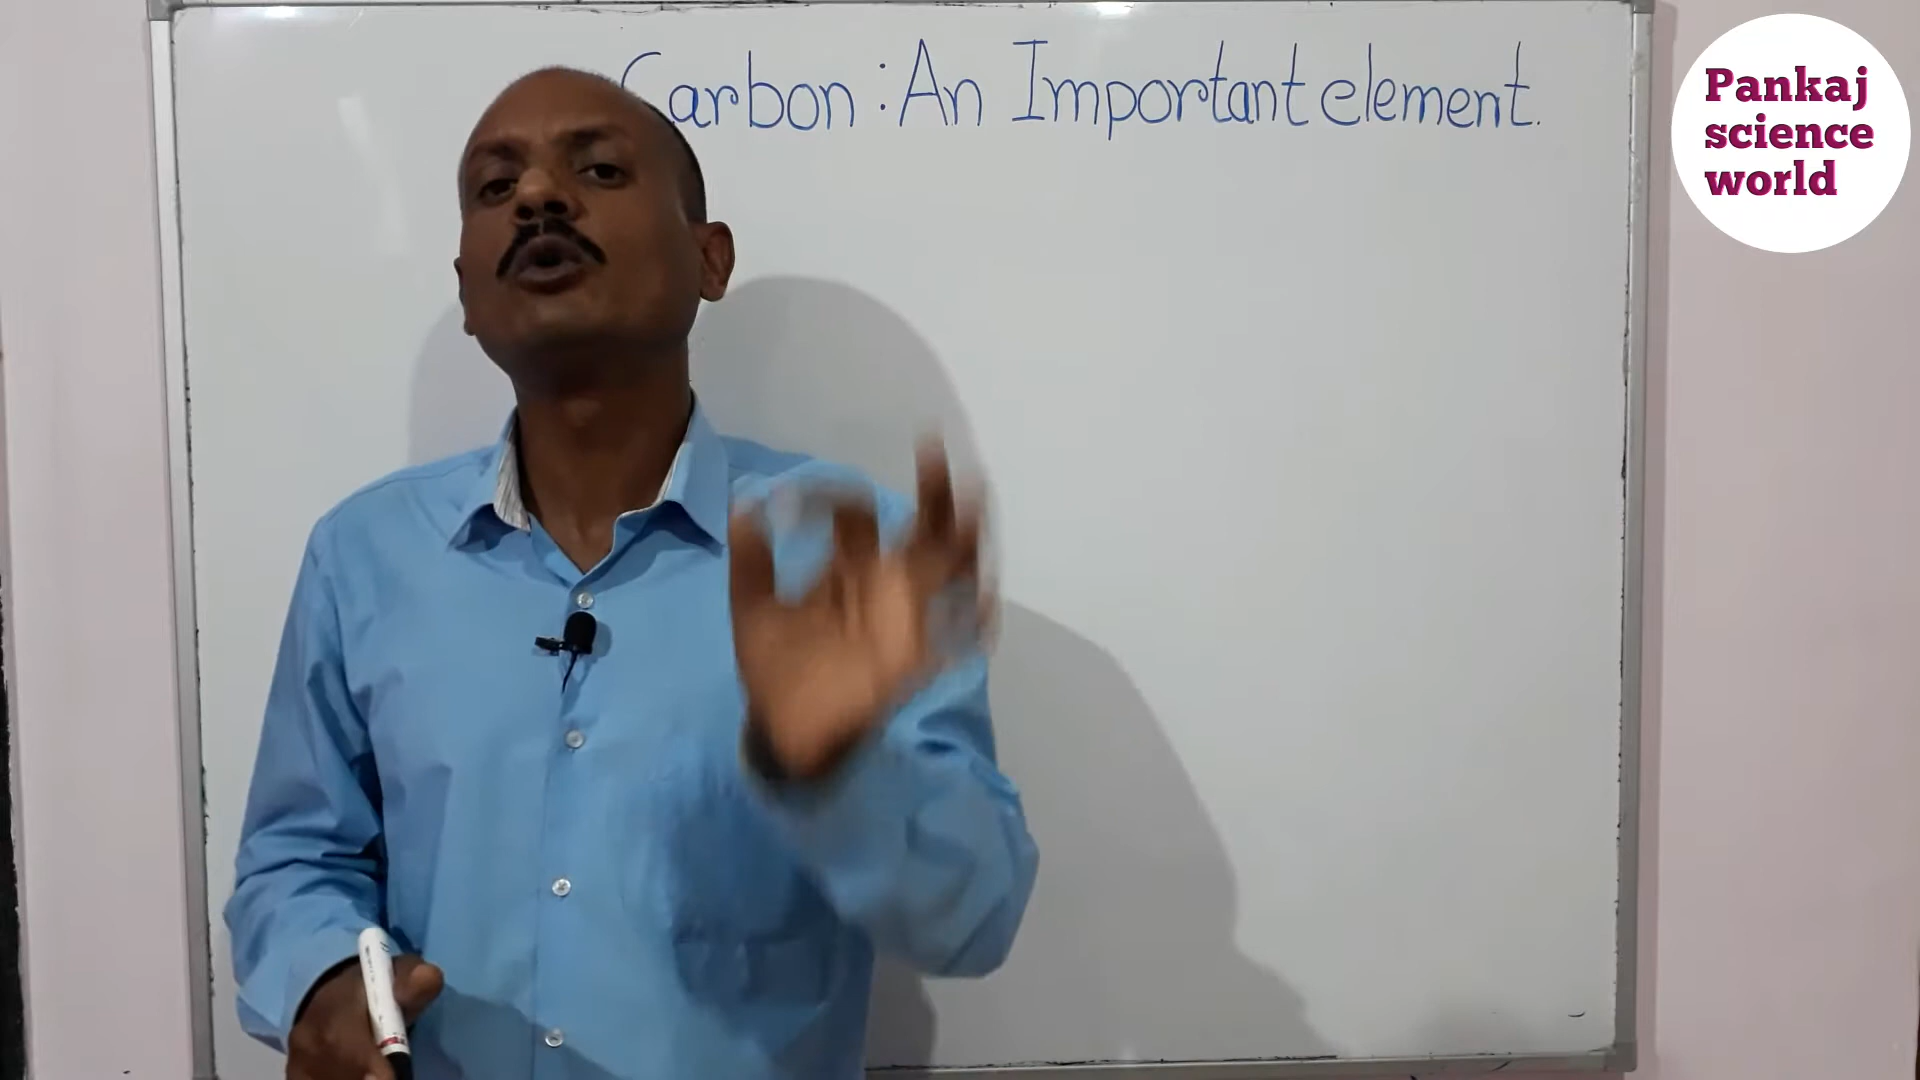 Carbon : An Important element.
Pankaj
science
world